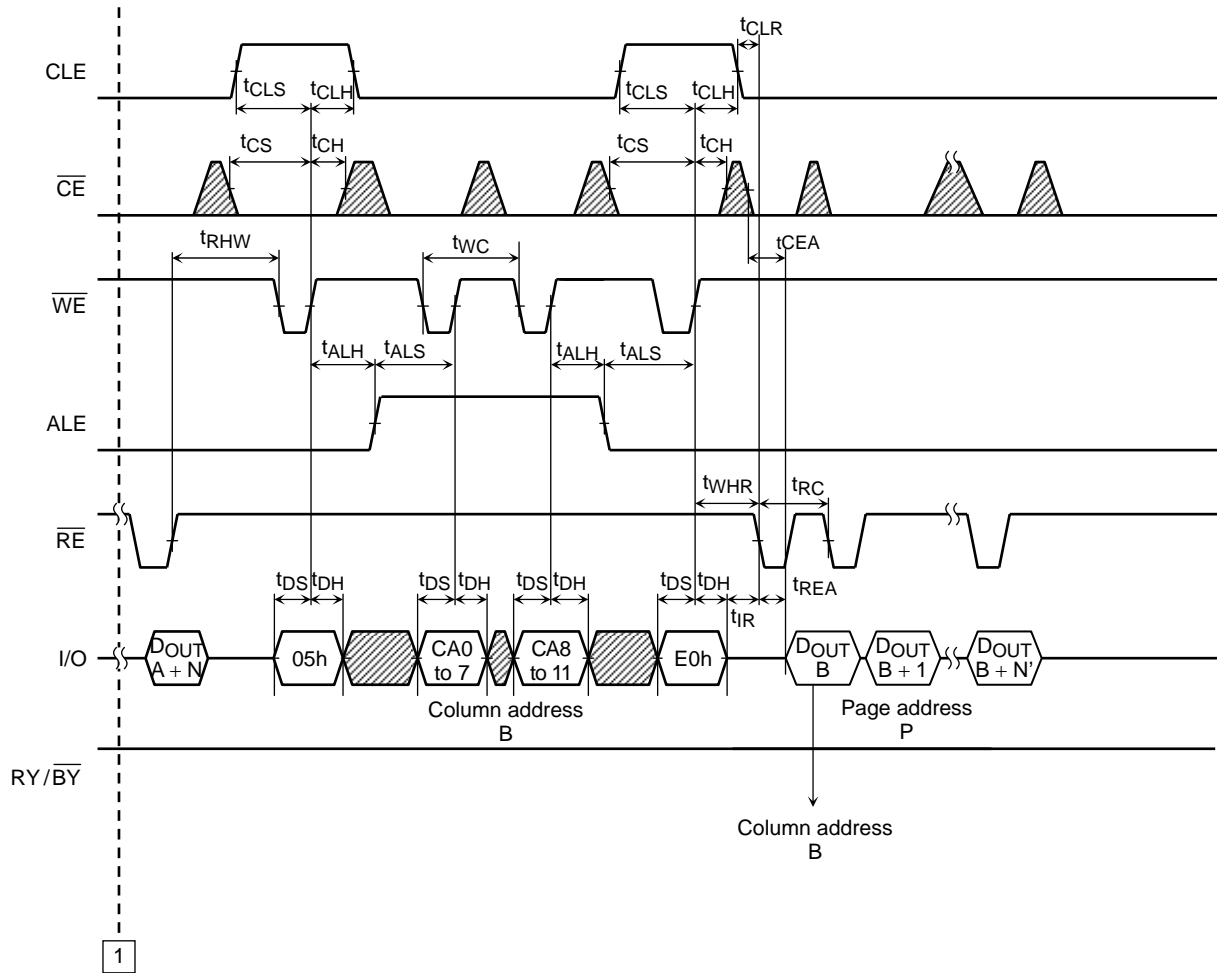 tCLR
CLE
tCLS tCLH tCLS tCLH
tCS tCH tCS tCH
CE
tRHW tWC tCEA
WE
tALH tALS tALH tALS
ALE
tWHR tRC
RE
tDS tDH tDS tDH tDS tDH tDS tDH tREA
tIR
I/O
DOUT
A + N
05h
CA0
to 7
CA8
to 11
E0h
DOUT
B
DOUT
B + 1
DOUT
B + N’
Column address
B
Page address
P
RY/BY
Column address
B
1